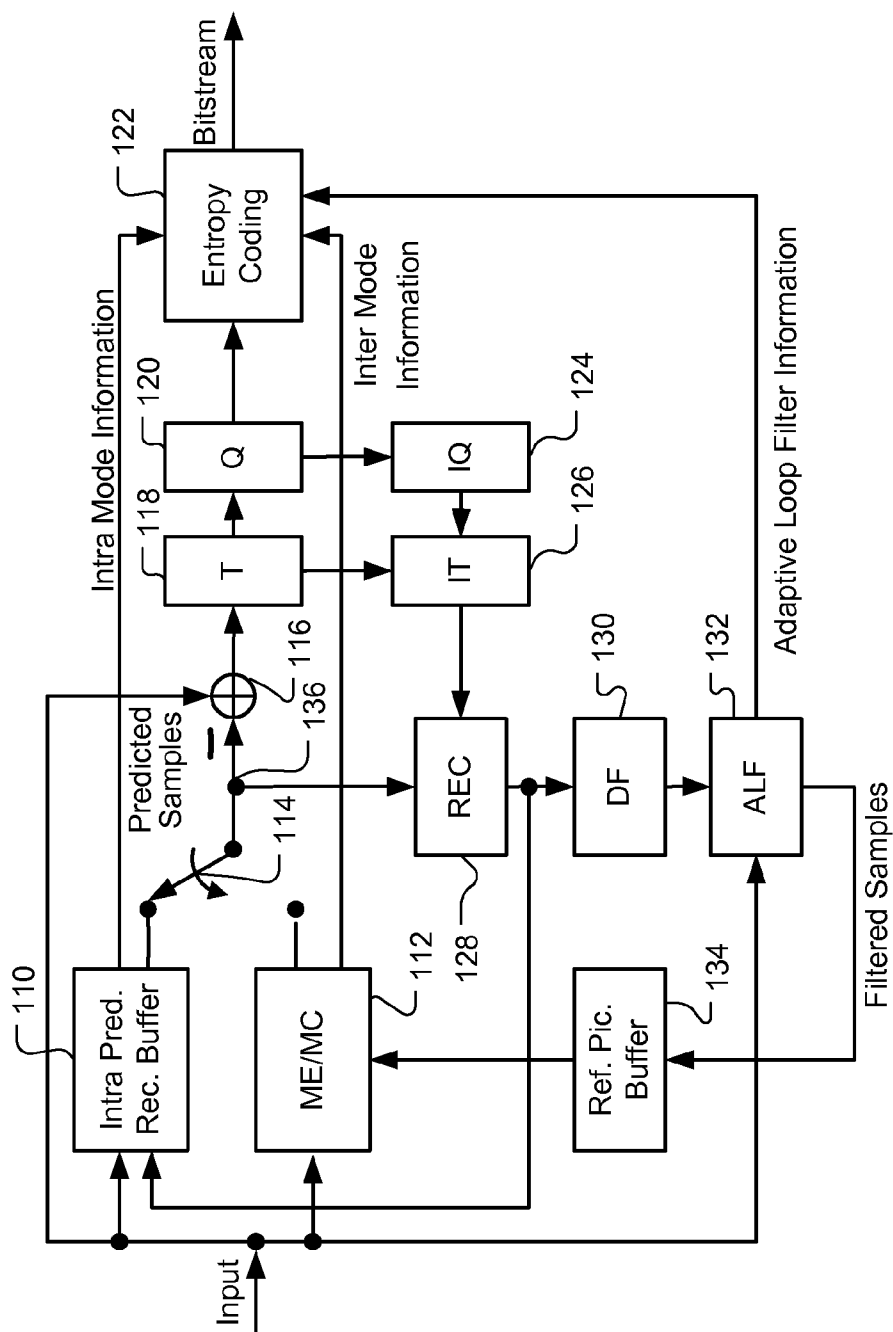 Input
110
Intra Pred.
Rec. Buffer
ME/MC
112
114
Predicted
Samples
136
116
Intra Mode Information
118
T
120
Q
122
Entropy
Coding
Bitstream
Inter Mode
Information
IQ
124
IT
126
REC
128
DF
130
ALF
132
Ref. Pic.
Buffer
134
Filtered Samples
Adaptive Loop Filter Information